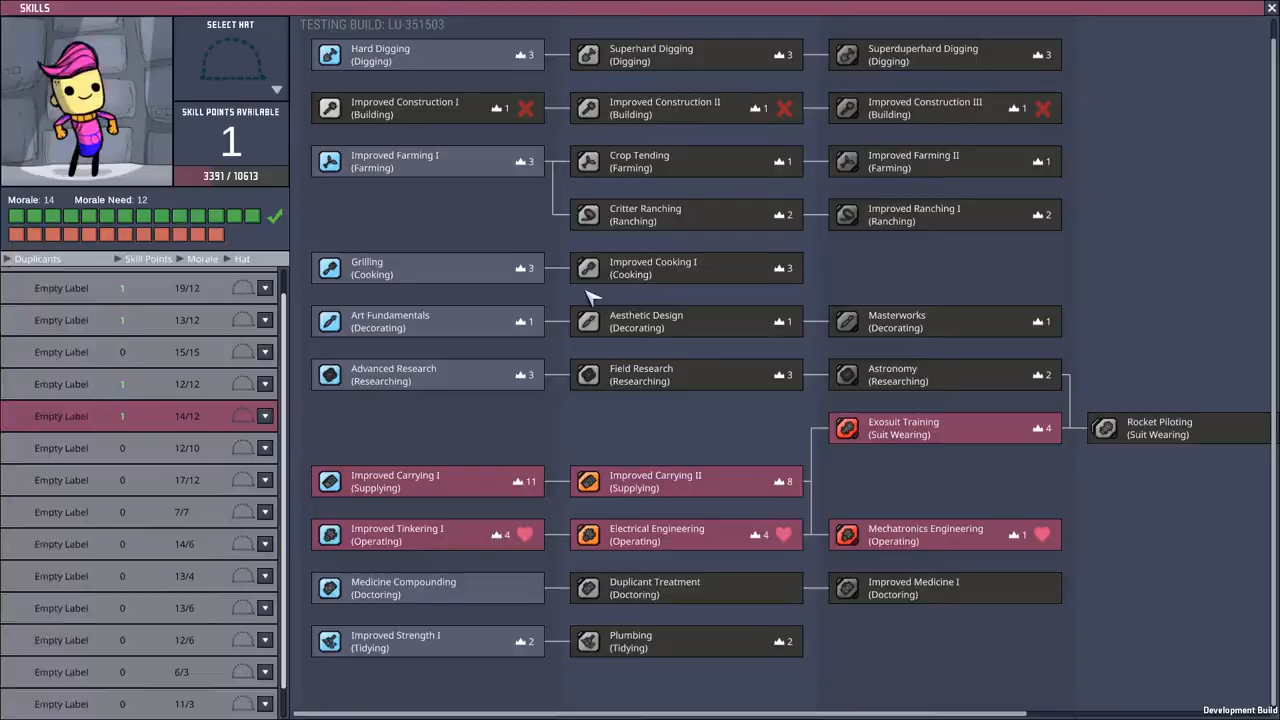 SKILLS
SELECT HAT
SKILL POINTS AVAILABLE
1
3391 / 10613
Morale: 14 Morale Need: 12
Duplicants Skill Points Morale Hat
Empty Label 1 19/12
Empty Label 1 13/12
Empty Label 0 15/15
Empty Label 1 12/12
Empty Label 1 14/12
Empty Label 0 12/10
Empty Label 0 17/12
Empty Label 0 7/7
Empty Label 0 14/6
Empty Label 0 13/4
Empty Label 0 13/6
Empty Label 0 12/6
Empty Label 0 6/3
Empty Label 0 11/3
TESTING BUILD: LU-351503
Hard Digging 3
(Digging)
Superhard Digging 3
(Digging)
Superduperhard Digging 3
(Digging)
Improved Construction I 1
(Building)
Improved Construction II 1
(Building)
Improved Construction III 1
(Building)
Improved Farming I 3
(Farming)
Crop Tending 1
(Farming)
Improved Farming II 1
(Farming)
Critter Ranching 2
(Ranching)
Improved Ranching I 2
(Ranching)
Grilling 3
(Cooking)
Improved Cooking I 3
(Cooking)
Art Fundamentals 1
(Decorating)
Aesthetic Design 1
(Decorating)
Masterworks 1
(Decorating)
Advanced Research 3
(Researching)
Field Research 3
(Researching)
Astronomy 2
(Researching)
Exosuit Training 4
(Suit Wearing)
Rocket Piloting
(Suit Wearing)
Improved Carrying I 11
(Supplying)
Improved Carrying II 8
(Supplying)
Improved Tinkering I 4
(Operating)
Electrical Engineering 4
(Operating)
Mechatronics Engineering 1
(Operating)
Medicine Compounding
(Doctoring)
Duplicant Treatment
(Doctoring)
Improved Medicine I
(Doctoring)
Improved Strength I 2
(Tidying)
Plumbing 2
(Tidying)
Development Build